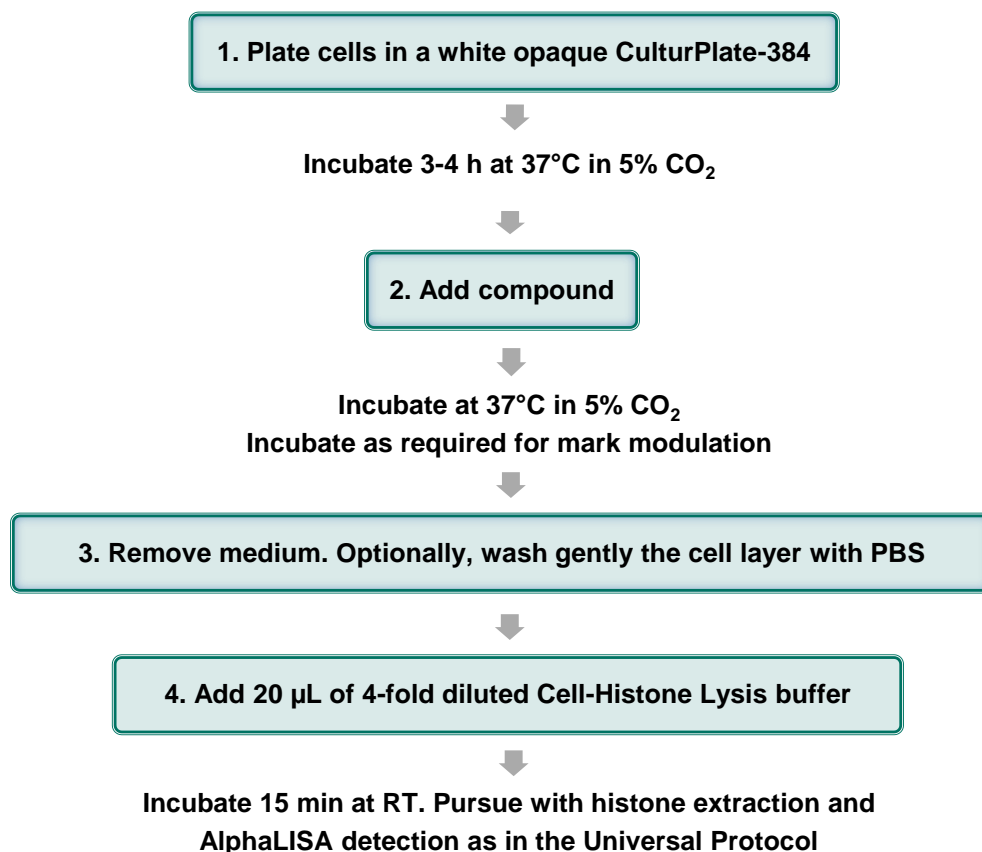 1. Plate cells in a white opaque CulturPlate-384
Incubate 3-4 h at 37°C in 5% CO₂
2. Add compound
Incubate at 37°C in 5% CO₂
Incubate as required for mark modulation
3. Remove medium. Optionally, wash gently the cell layer with PBS
4. Add 20 µL of 4-fold diluted Cell-Histone Lysis buffer
Incubate 15 min at RT. Pursue with histone extraction and
AlphaLISA detection as in the Universal Protocol